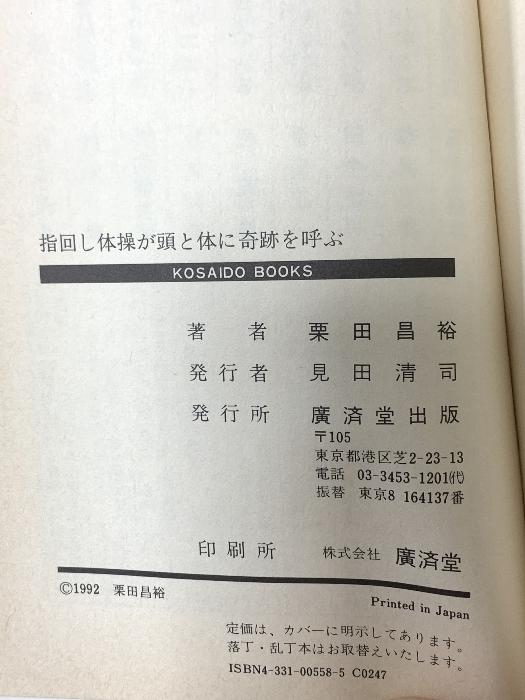 指回し体操が頭と体に奇跡を呼ぶ
KOSAIDO BOOKS
著者 栗田昌裕
発行者 見田清司
発行所 廣済堂出版
〒105
東京都港区芝2-23-13
電話 03-3453-1201㈹
振替 東京8 164137番
印刷所 株式会社 廣済堂
©1992 栗田昌裕
Printed in Japan
定価は、カバーに明示してあります。
落丁・乱丁本はお取替えいたします。
ISBN4-331-00558-5 C0247